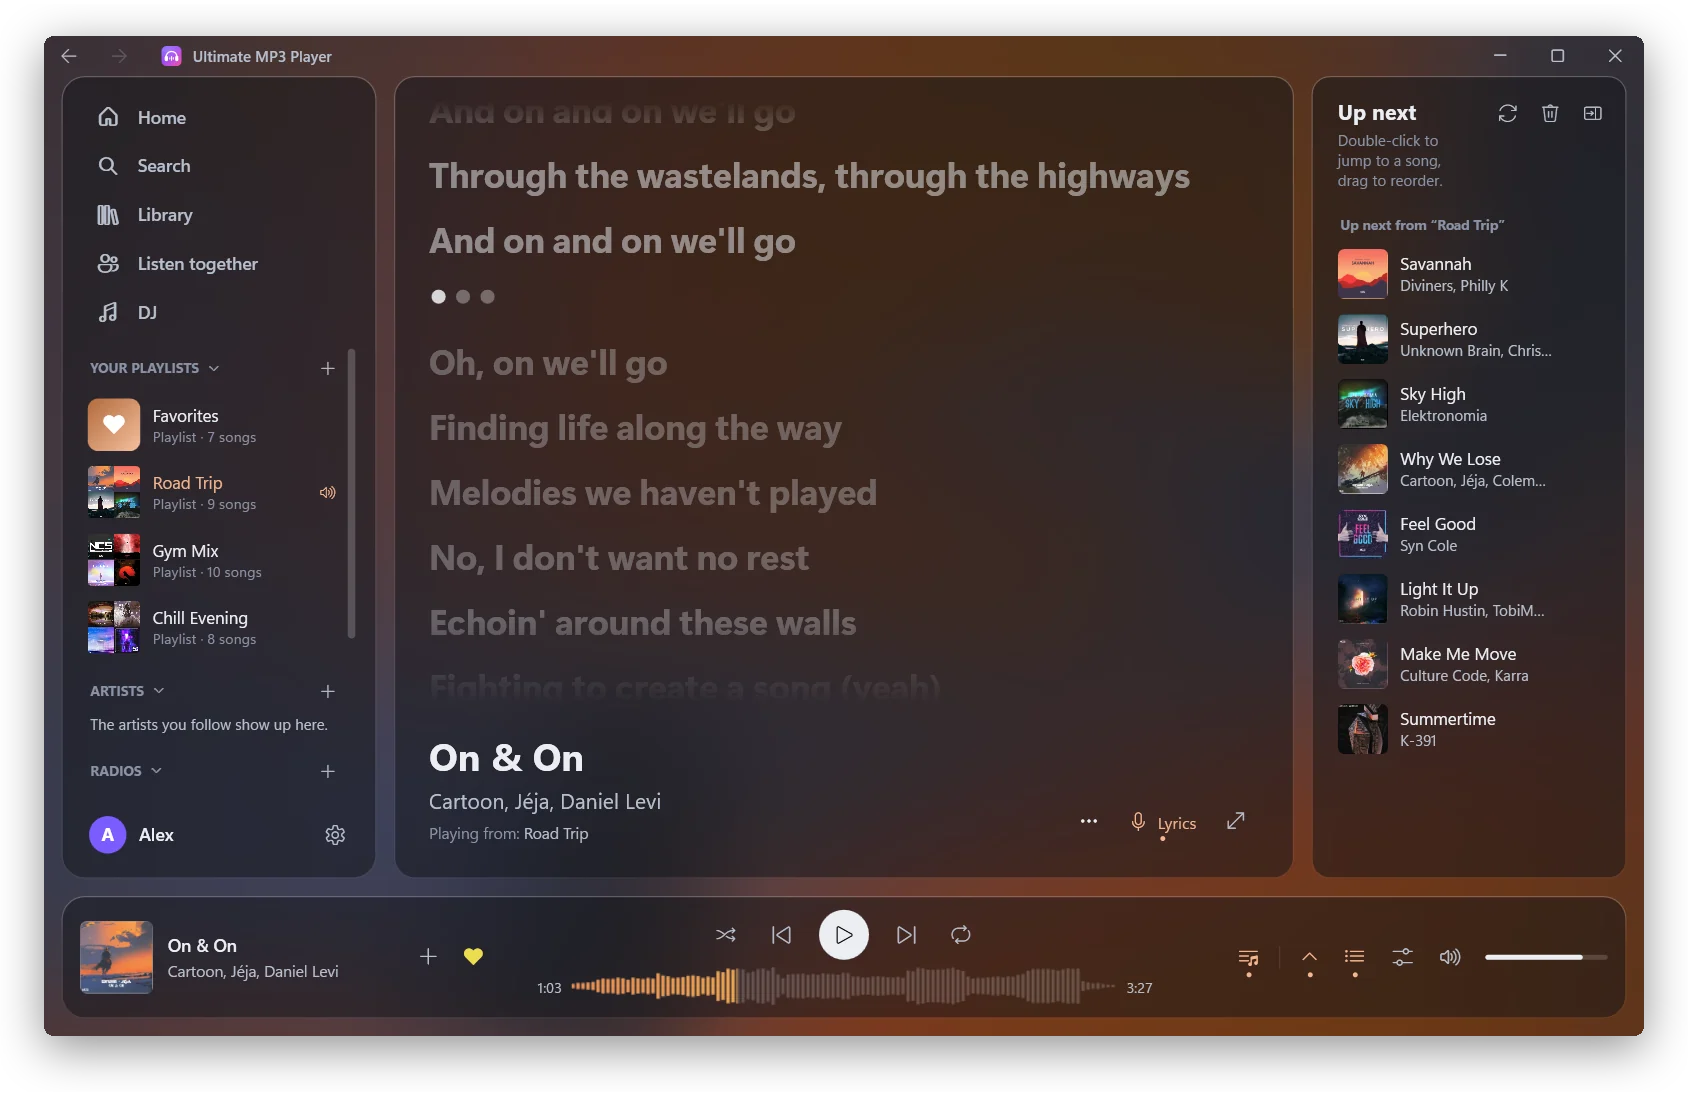 Ultimate MP3 Player
Home
Search
Library
Listen together
DJ
YOUR PLAYLISTS
Favorites
Playlist · 7 songs
Road Trip
Playlist · 9 songs
Gym Mix
Playlist · 10 songs
Chill Evening
Playlist · 8 songs
ARTISTS
The artists you follow show up here.
RADIOS
A
Alex
And on and on we'll go
Through the wastelands, through the highways
And on and on we'll go
Oh, on we'll go
Finding life along the way
Melodies we haven't played
No, I don't want no rest
Echoin' around these walls
Fighting to create a song (yeah)
On & On
Cartoon, Jéja, Daniel Levi
Playing from: Road Trip
Lyrics
Up next
Double-click to
jump to a song,
drag to reorder.
Up next from “Road Trip”
Savannah
Diviners, Philly K
Superhero
Unknown Brain, Chris...
Sky High
Elektronomia
Why We Lose
Cartoon, Jéja, Colem...
Feel Good
Syn Cole
Light It Up
Robin Hustin, TobiM...
Make Me Move
Culture Code, Karra
Summertime
K-391
On & On
Cartoon, Jéja, Daniel Levi
1:03
3:27